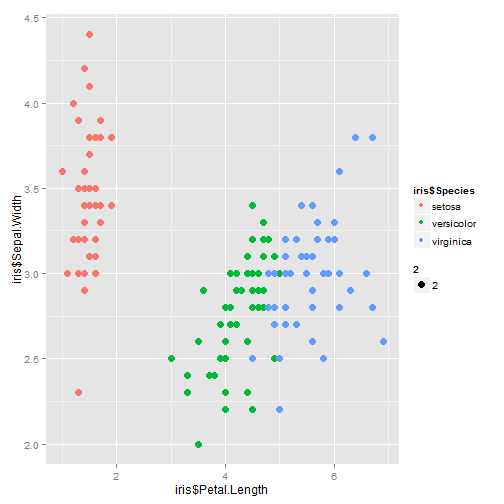 4.5
4.0
3.5
3.0
2.5
2.0
iris$Sepal.Width
2
4
6
iris$Petal.Length
iris$Species
setosa
versicolor
virginica
2
2